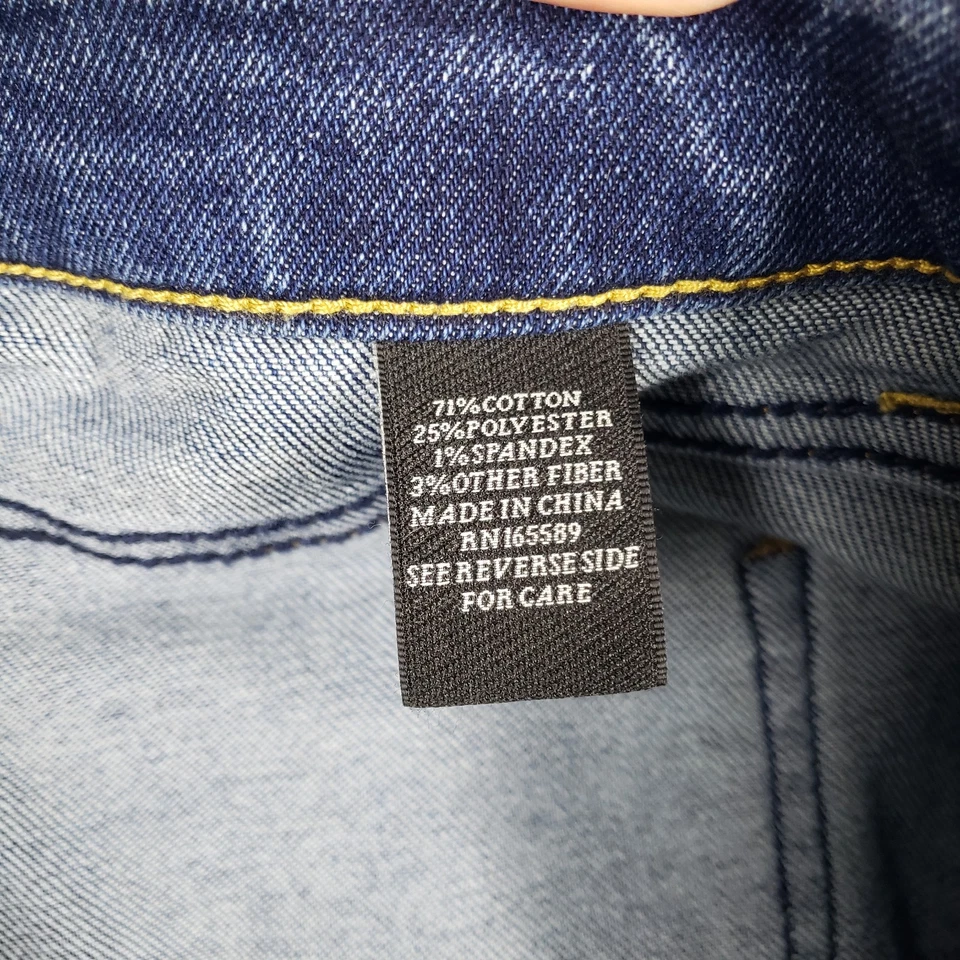 71%COTTON
25%POLYESTER
1%SPANDEX
3%OTHER FIBER
MADE IN CHINA
RN165589
SEE REVERSE SIDE
FOR CARE